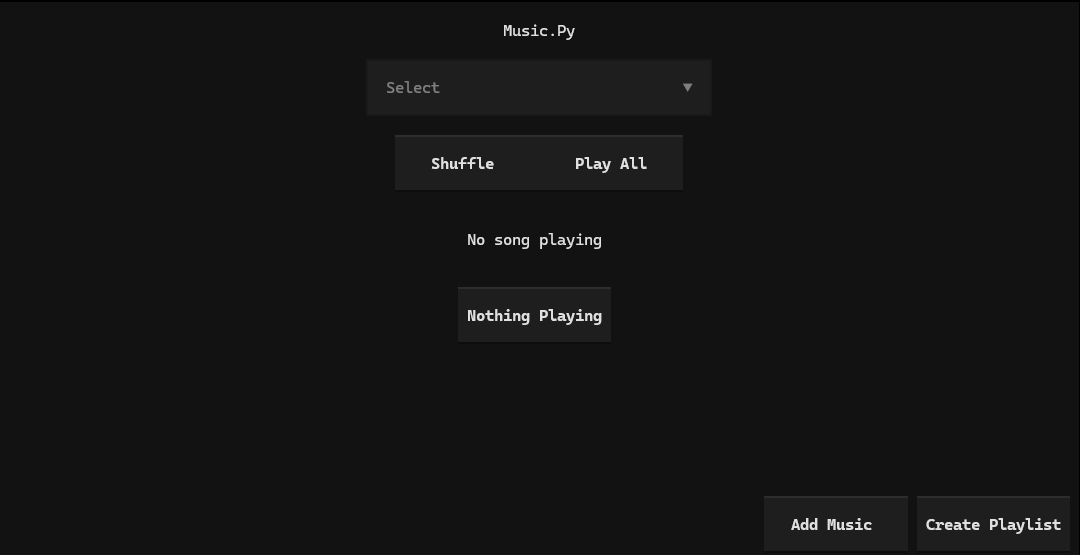 Music.Py
Select ▼
Shuffle Play All
No song playing
Nothing Playing
Add Music Create Playlist